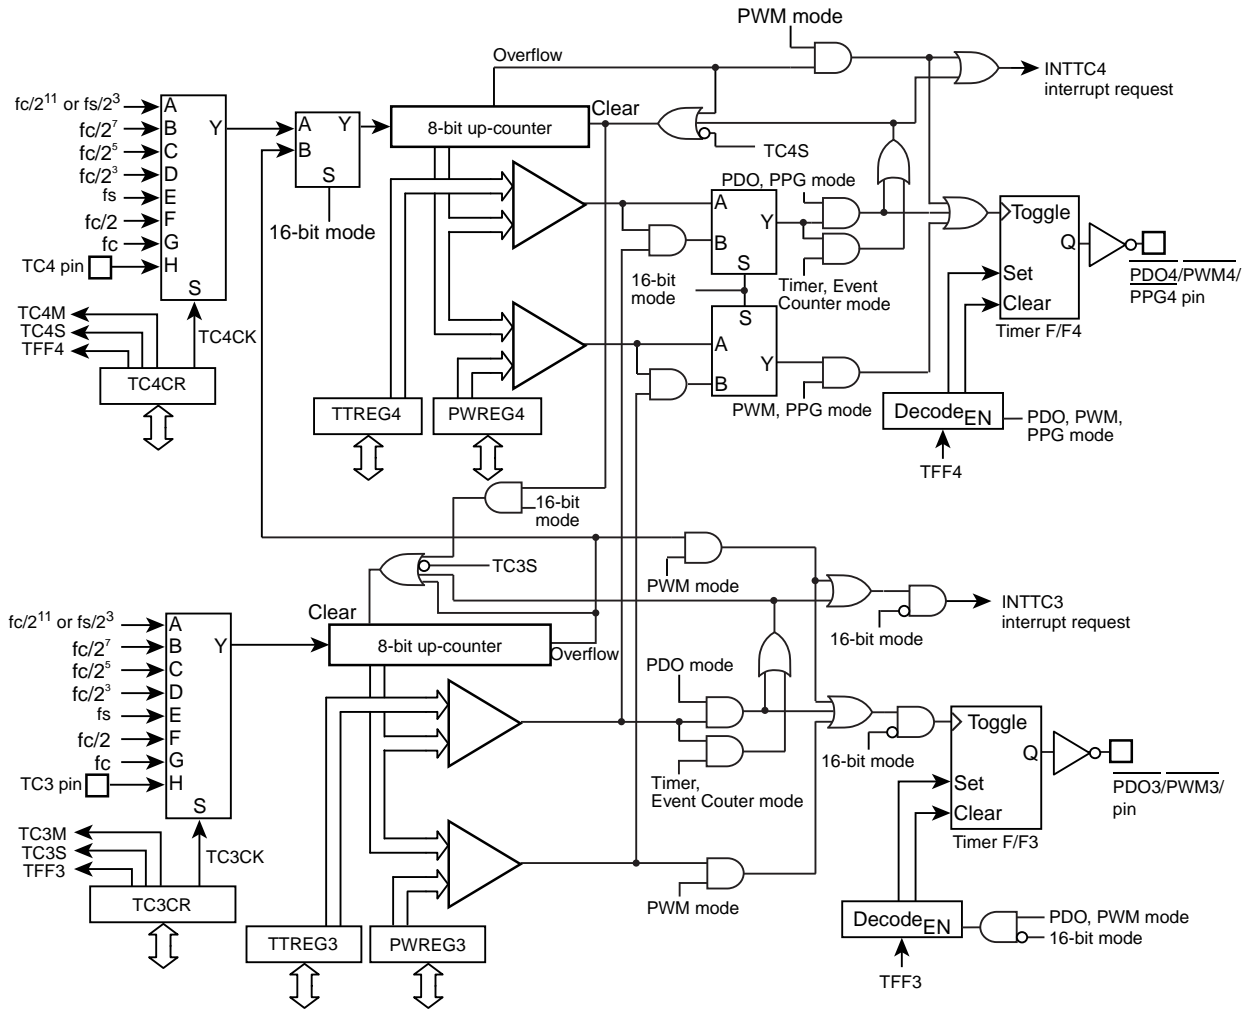 PWM mode
Overflow
INTTC4
interrupt request
fc/2¹¹ or fs/2³
fc/2⁷
fc/2⁵
fc/2³
fs
fc/2
fc
TC4 pin
A
B
C
D
E
F
G
H
Y
S
A
B
Y
S
16-bit mode
8-bit up-counter
Clear
TC4S
PDO, PPG mode
A
B
Y
S
16-bit
mode
Timer, Event
Counter mode
S
A
B
Y
PWM, PPG mode
Toggle
Q
Set
Clear
Timer F/F4
PDO4/PWM4/
PPG4 pin
TC4M
TC4S
TFF4
TC4CK
TC4CR
TTREG4
PWREG4
Decode EN
PDO, PWM,
PPG mode
TFF4
16-bit
mode
TC3S
PWM mode
INTTC3
interrupt request
16-bit mode
fc/2¹¹ or fs/2³
fc/2⁷
fc/2⁵
fc/2³
fs
fc/2
fc
TC3 pin
A
B
C
D
E
F
G
H
Y
S
Clear
8-bit up-counter
Overflow
PDO mode
Timer,
Event Couter mode
16-bit mode
Toggle
Q
Set
Clear
Timer F/F3
PDO3/PWM3/
pin
TC3M
TC3S
TFF3
TC3CK
TC3CR
TTREG3
PWREG3
PWM mode
Decode EN
PDO, PWM mode
16-bit mode
TFF3